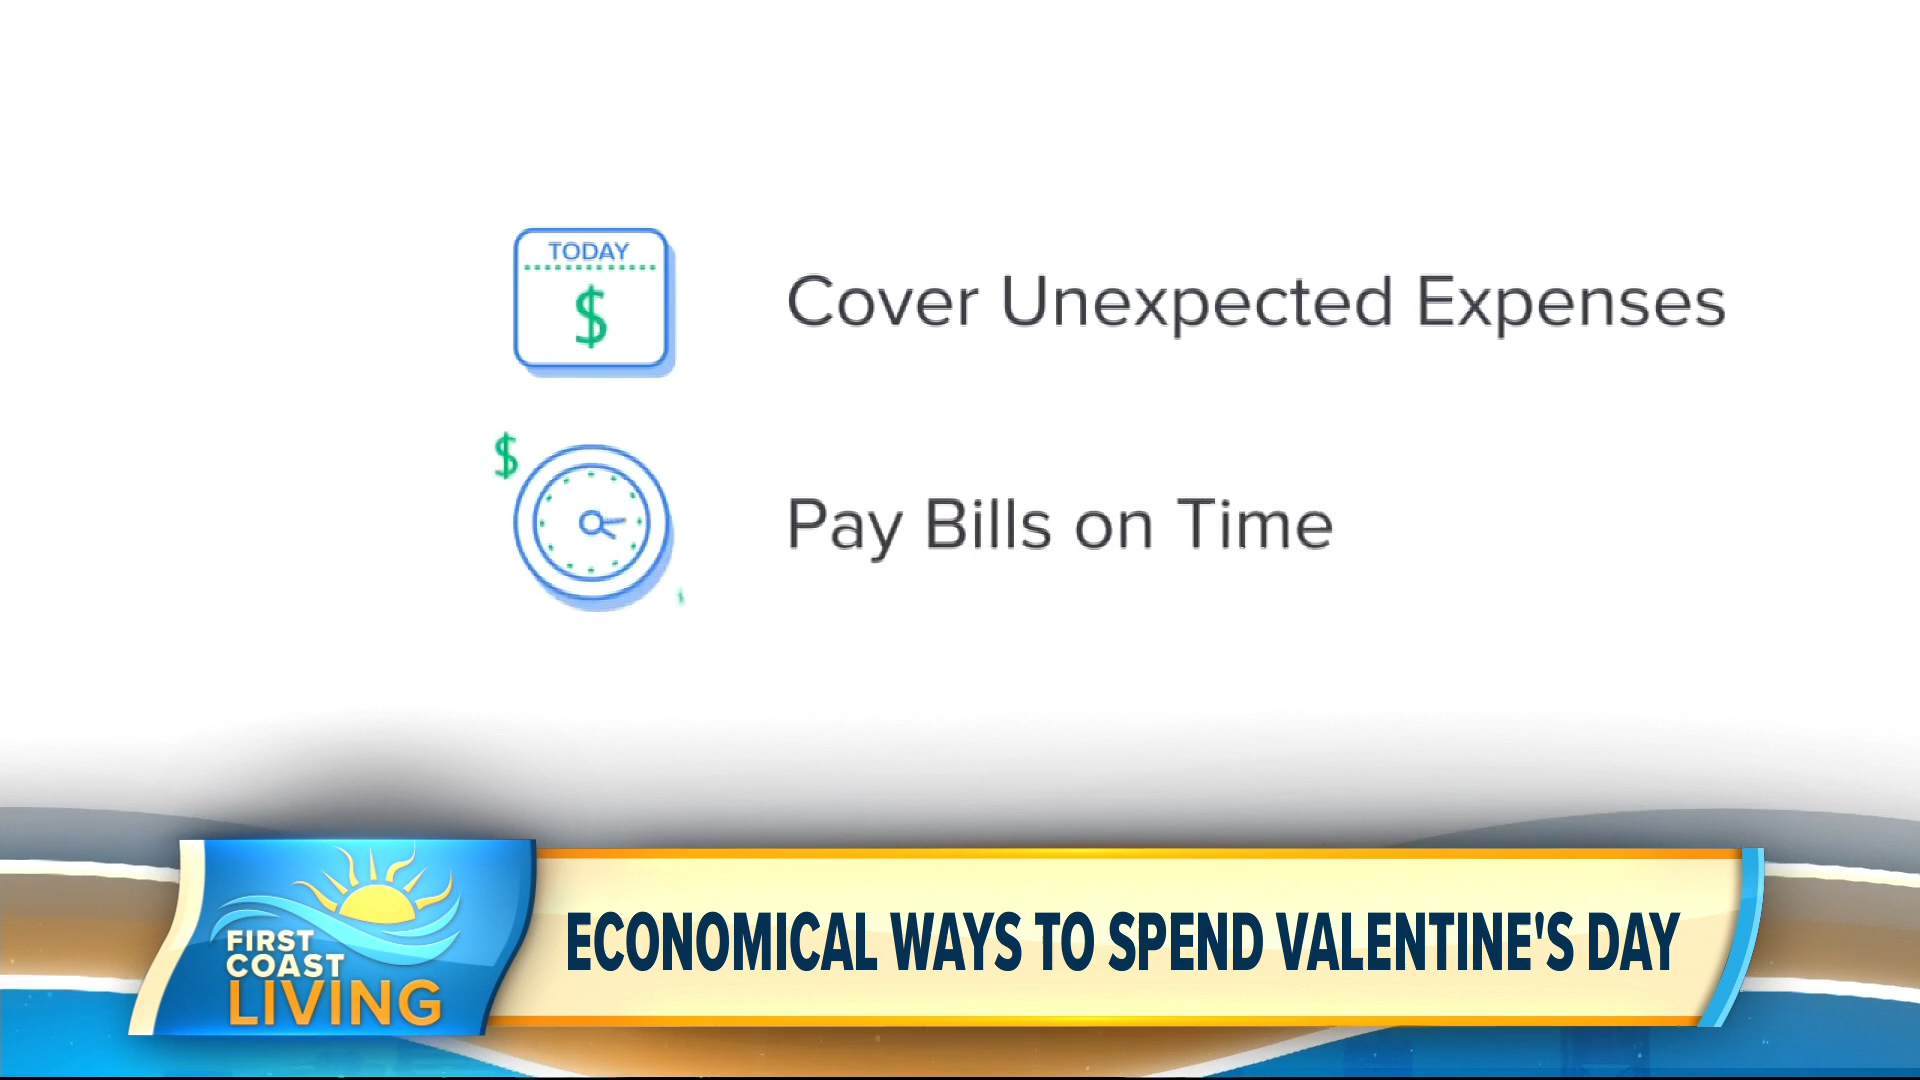 TODAY
$
Cover Unexpected Expenses
$
Pay Bills on Time
$
FIRST
COAST
LIVING
ECONOMICAL WAYS TO SPEND VALENTINE'S DAY